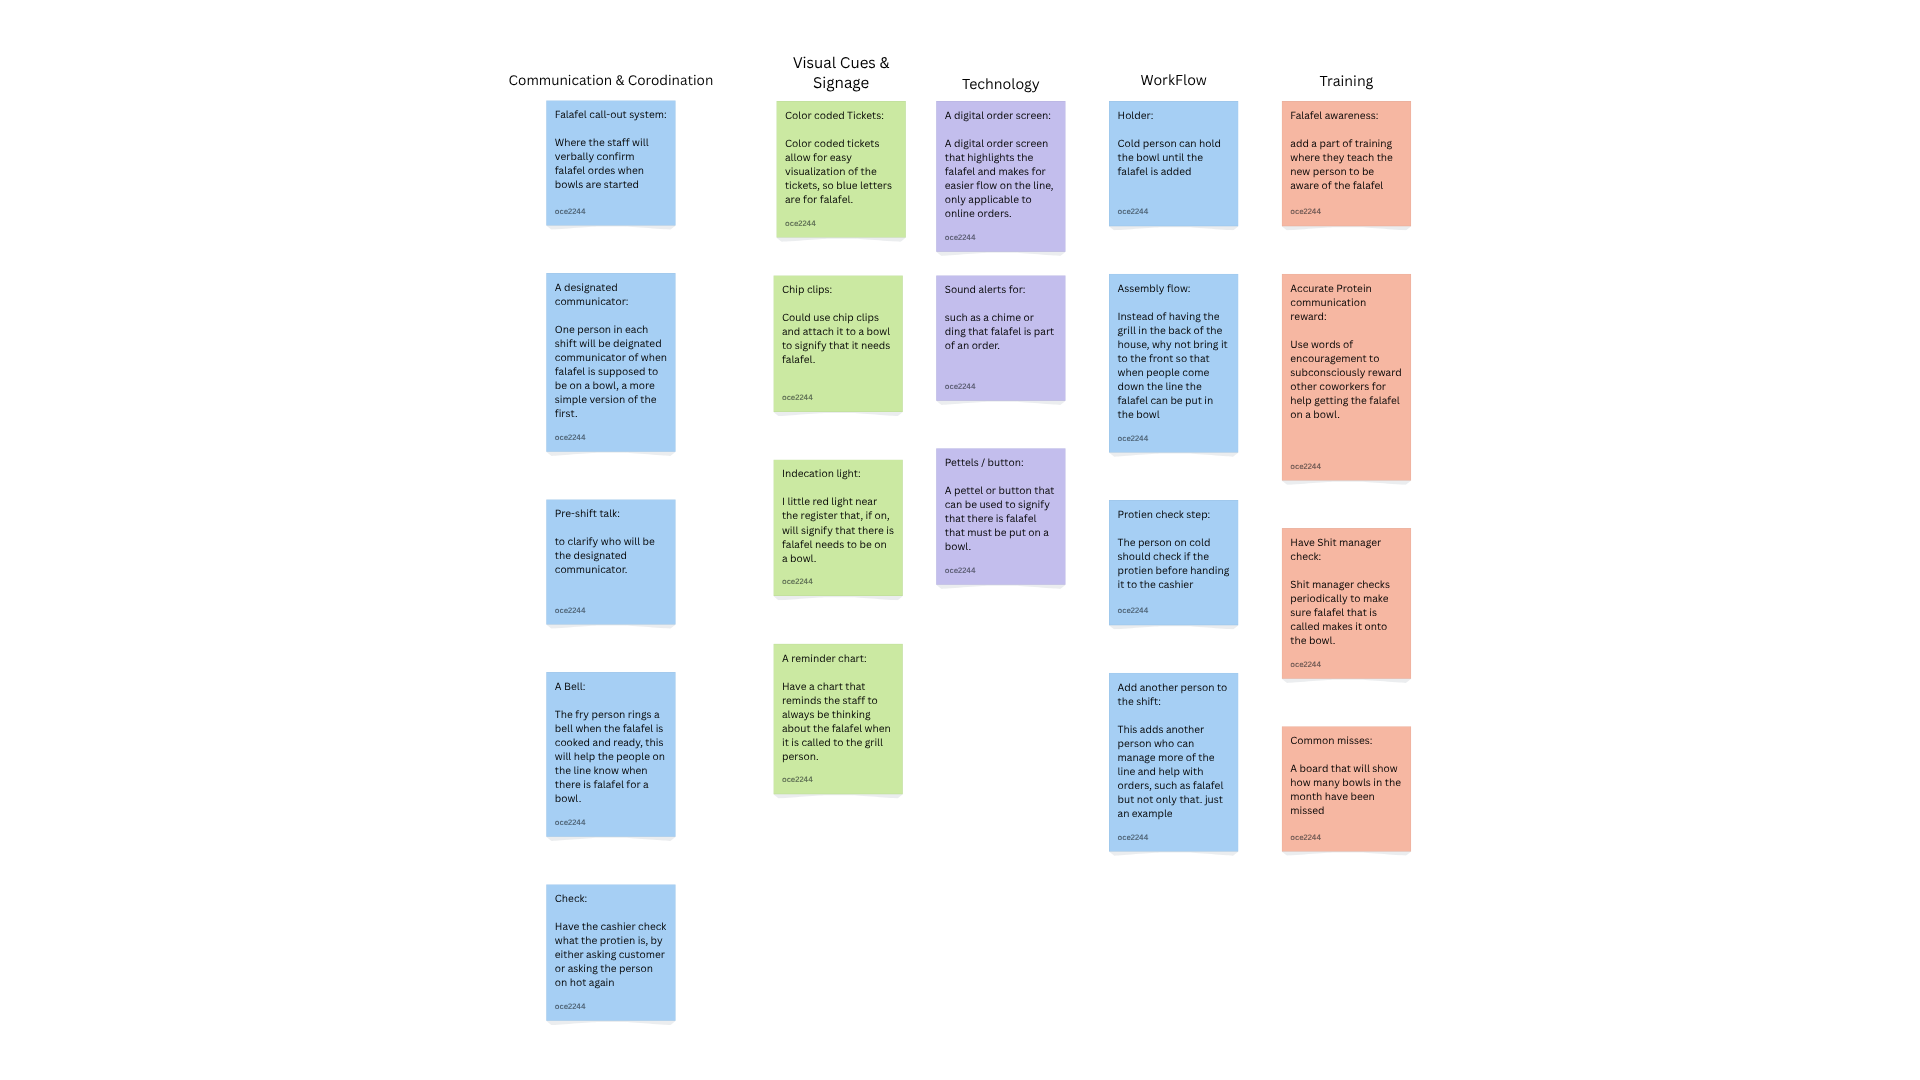 Communication & Corodination
Falafel call-out system:
Where the staff will
verbally confirm
falafel ordes when
bowls are started
oce2244
A designated
communicator:
One person in each
shift will be deignated
communicator of when
falafel is supposed to
be on a bowl, a more
simple version of the
first.
oce2244
Pre-shift talk:
to clarify who will be
the designated
communicator.
oce2244
A Bell:
The fry person rings a
bell when the falafel is
cooked and ready, this
will help the people on
the line know when
there is falafel for a
bowl.
oce2244
Check:
Have the cashier check
what the protien is, by
either asking customer
or asking the person
on hot again
oce2244
Visual Cues &
Signage
Color coded Tickets:
Color coded tickets
allow for easy
visualization of the
tickets, so blue letters
are for falafel.
oce2244
Chip clips:
Could use chip clips
and attach it to a bowl
to signify that it needs
falafel.
oce2244
Indecation light:
I little red light near
the register that, if on,
will signify that there is
falafel needs to be on
a bowl.
oce2244
A reminder chart:
Have a chart that
reminds the staff to
always be thinking
about the falafel when
it is called to the grill
person.
oce2244
Technology
A digital order screen:
A digital order screen
that highlights the
falafel and makes for
easier flow on the line,
only applicable to
online orders.
oce2244
Sound alerts for:
such as a chime or
ding that falafel is part
of an order.
oce2244
Pettels / button:
A pettel or button that
can be used to signify
that there is falafel
that must be put on a
bowl.
oce2244
WorkFlow
Holder:
Cold person can hold
the bowl until the
falafel is added
oce2244
Assembly flow:
Instead of having the
grill in the back of the
house, why not bring it
to the front so that
when people come
down the line the
falafel can be put in
the bowl
oce2244
Protien check step:
The person on cold
should check if the
protien before handing
it to the cashier
oce2244
Add another person to
the shift:
This adds another
person who can
manage more of the
line and help with
orders, such as falafel
but not only that. just
an example
oce2244
Training
Falafel awareness:
add a part of training
where they teach the
new person to be
aware of the falafel
oce2244
Accurate Protein
communication
reward:
Use words of
encouragement to
subconsciously reward
other coworkers for
help getting the falafel
on a bowl.
oce2244
Have Shit manager
check:
Shit manager checks
periodically to make
sure falafel that is
called makes it onto
the bowl.
oce2244
Common misses:
A board that will show
how many bowls in the
month have been
missed
oce2244